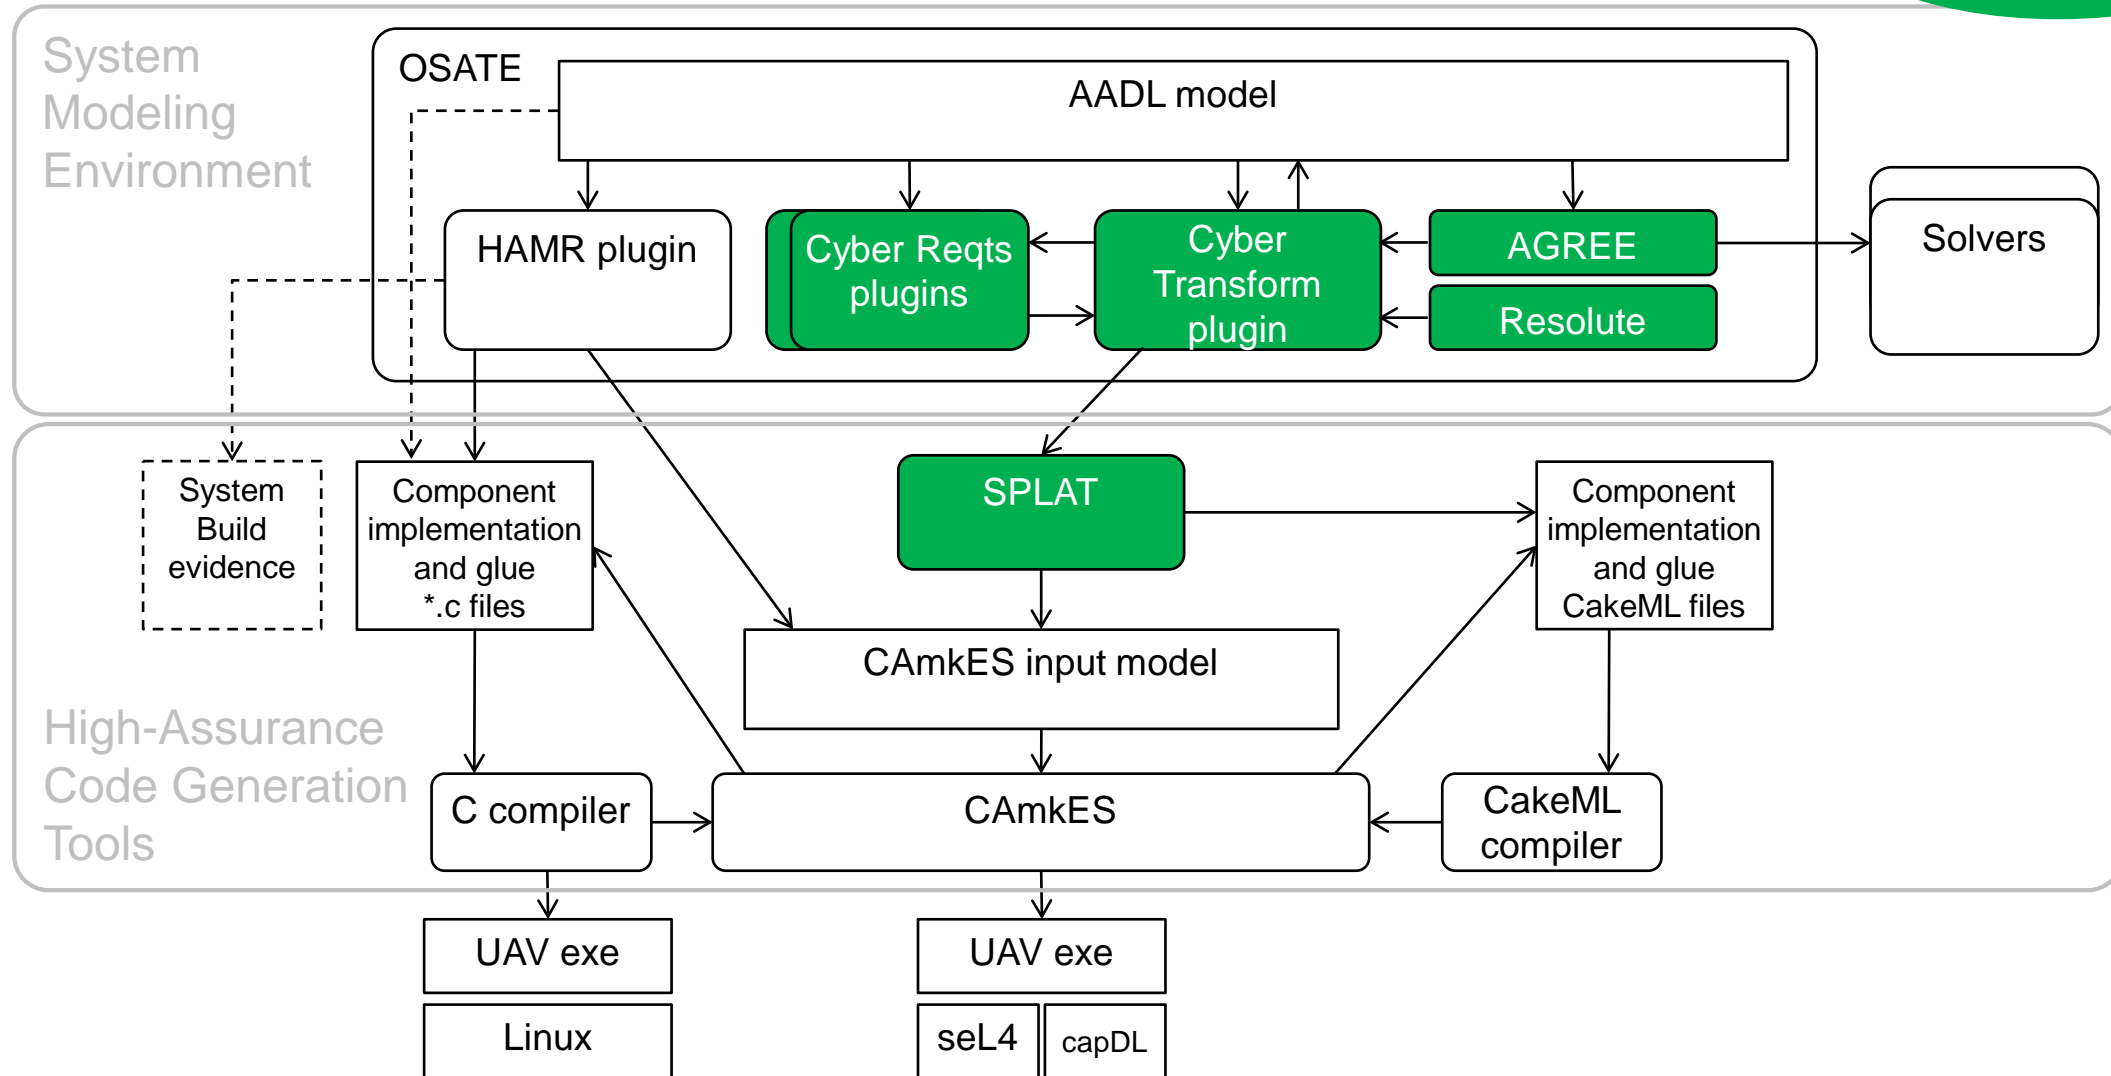 System
Modeling
Environment
OSATE
AADL model
HAMR plugin
Cyber Reqts
plugins
Cyber
Transform
plugin
AGREE
Resolute
Solvers
System
Build
evidence
Component
implementation
and glue
*.c files
SPLAT
Component
implementation
and glue
CakeML files
CAmkES input model
High-Assurance
Code Generation
Tools
C compiler
CAmkES
CakeML
compiler
UAV exe
UAV exe
Linux
seL4
capDL